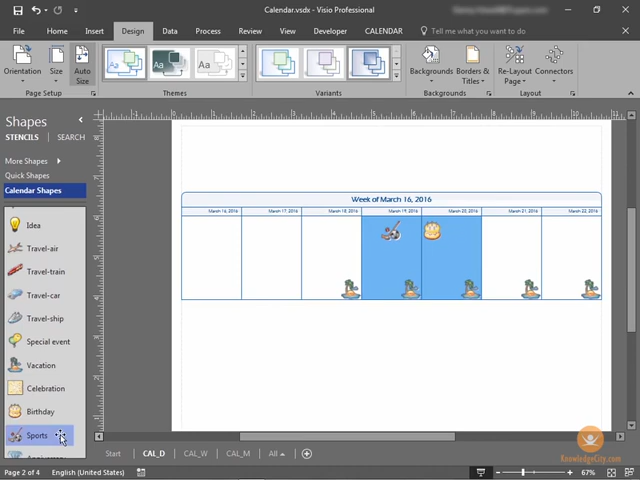 Calendar.vsdx - Visio Professional
File Home Insert Design Data Process Review View Developer CALENDAR Tell me what you want to do
Orientation Size Auto Size Aa Aa Aa Backgrounds Borders & Titles Re-Layout Page Connectors
Page Setup Themes Variants Backgrounds Layout
Shapes
STENCILS SEARCH
More Shapes
Quick Shapes
Calendar Shapes
Idea
Travel-air
Travel-train
Travel-car
Travel-ship
Special event
Vacation
Celebration
Birthday
Sports
Week of March 16, 2016
March 16, 2016 March 17, 2016 March 18, 2016 March 19, 2016 March 20, 2016 March 21, 2016 March 22, 2016
Start CAL_D CAL_W CAL_M All
KnowledgeCity.com
Page 2 of 4 English (United States) 67%